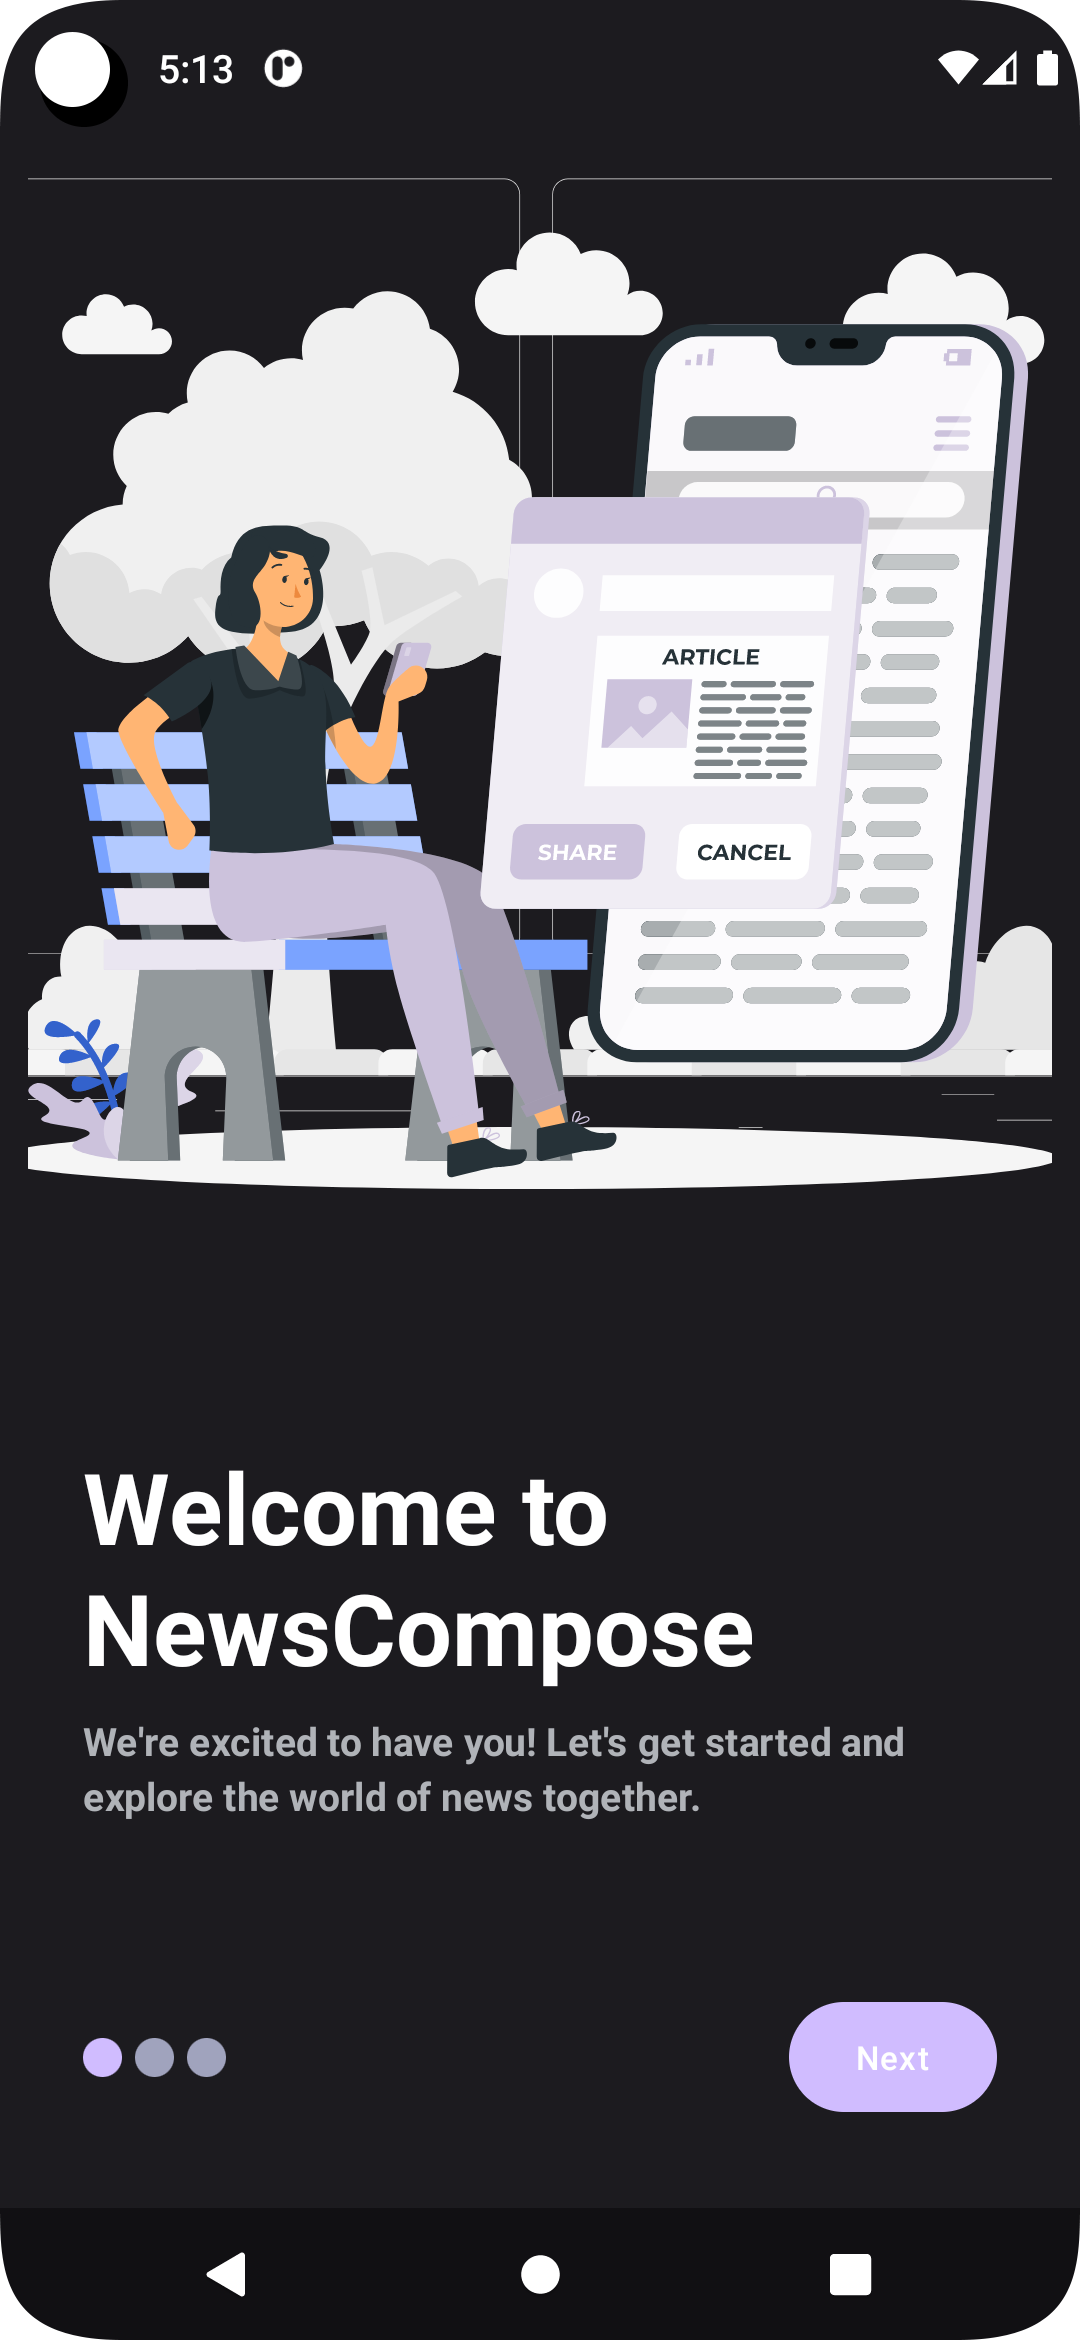 5:13
ARTICLE
SHARE
CANCEL
Welcome to
NewsCompose
We're excited to have you! Let's get started and
explore the world of news together.
Next